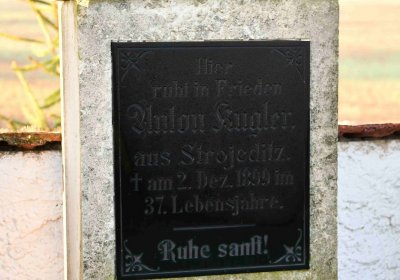 Hier
ruht in Frieden
Anton Kugler,
aus Strojeditz.
† am 2. Dez. 1899 im
37. Lebensjahre.
Ruhe sanft!